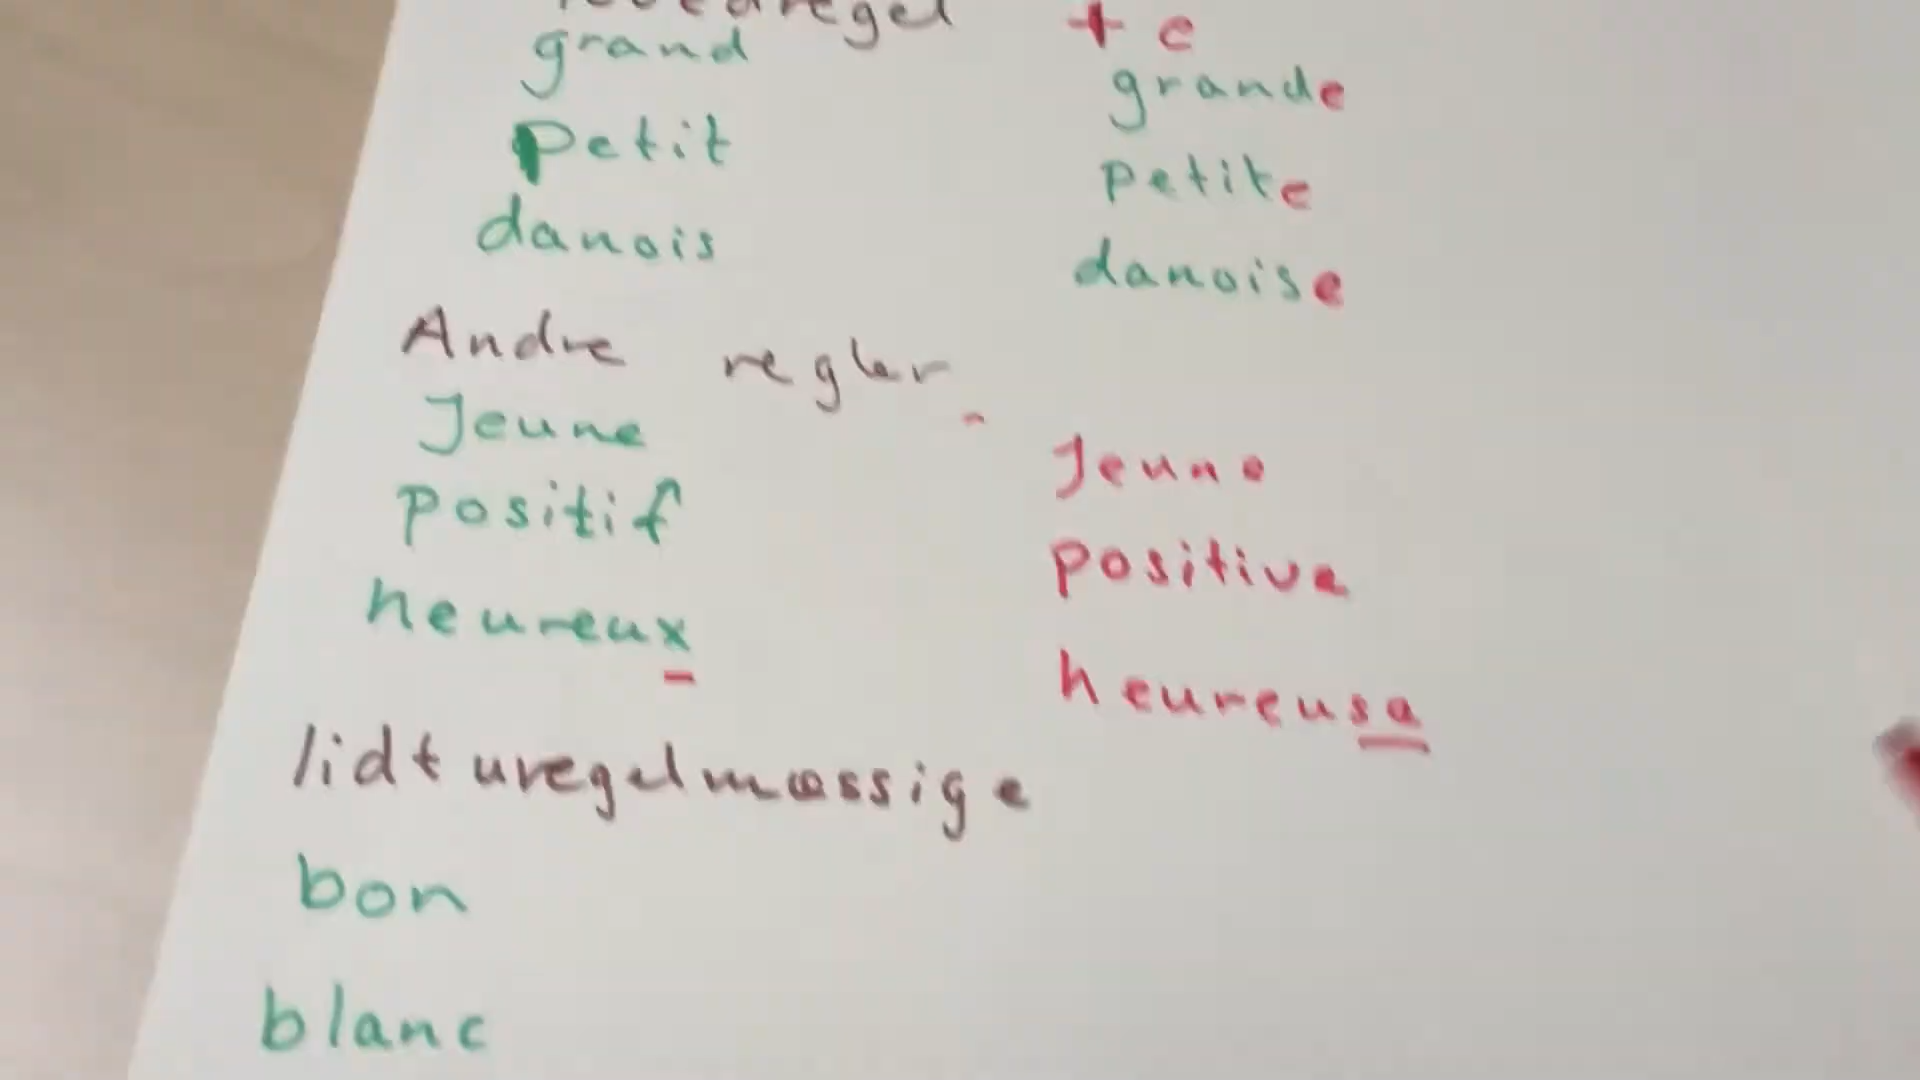 + e
grand grande
petit petite
danois danoise
Andre regler
Jeune Jeune
positif positive
heureux heureuse
lidt uregelmæssige
bon
blanc